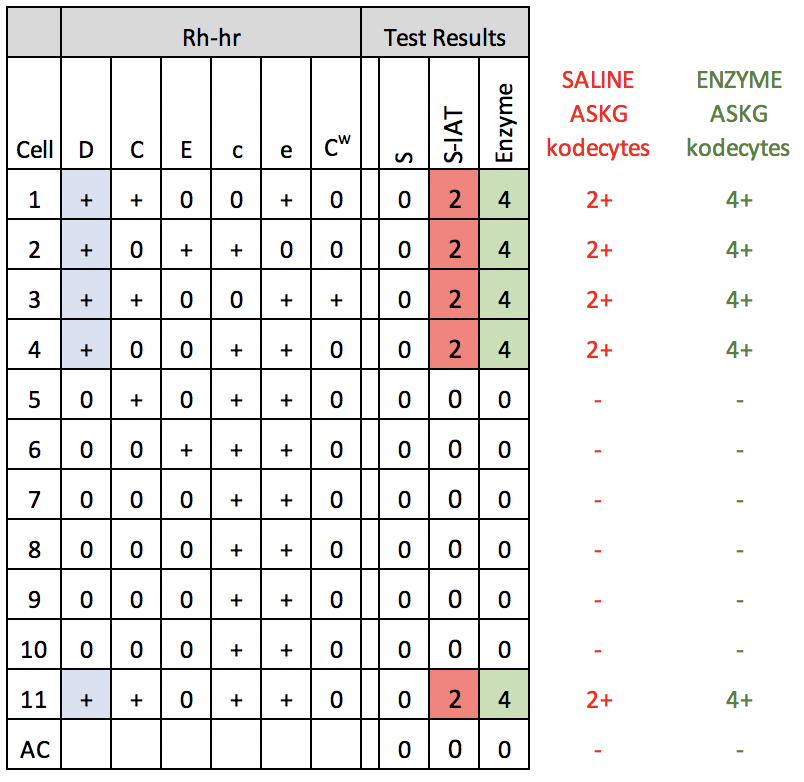 Rh-hr Test Results
SALINE ENZYME
ASKG ASKG
Cell D C E c e Cʷ S S-IAT Enzyme kodecytes kodecytes
1 + + 0 0 + 0 0 2 4 2+ 4+
2 + 0 + + 0 0 0 2 4 2+ 4+
3 + + 0 0 + + 0 2 4 2+ 4+
4 + 0 0 + + 0 0 2 4 2+ 4+
5 0 + 0 + + 0 0 0 0 - -
6 0 0 + + + 0 0 0 0 - -
7 0 0 0 + + 0 0 0 0 - -
8 0 0 0 + + 0 0 0 0 - -
9 0 0 0 + + 0 0 0 0 - -
10 0 0 0 + + 0 0 0 0 - -
11 + + 0 + + 0 0 2 4 2+ 4+
AC 0 0 0 - -